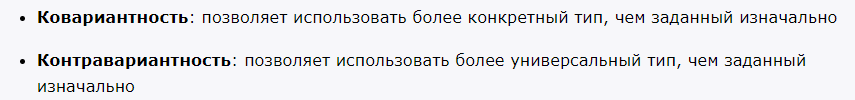 • Ковариантность: позволяет использовать более конкретный тип, чем заданный изначально
• Контравариантность: позволяет использовать более универсальный тип, чем заданный
изначально